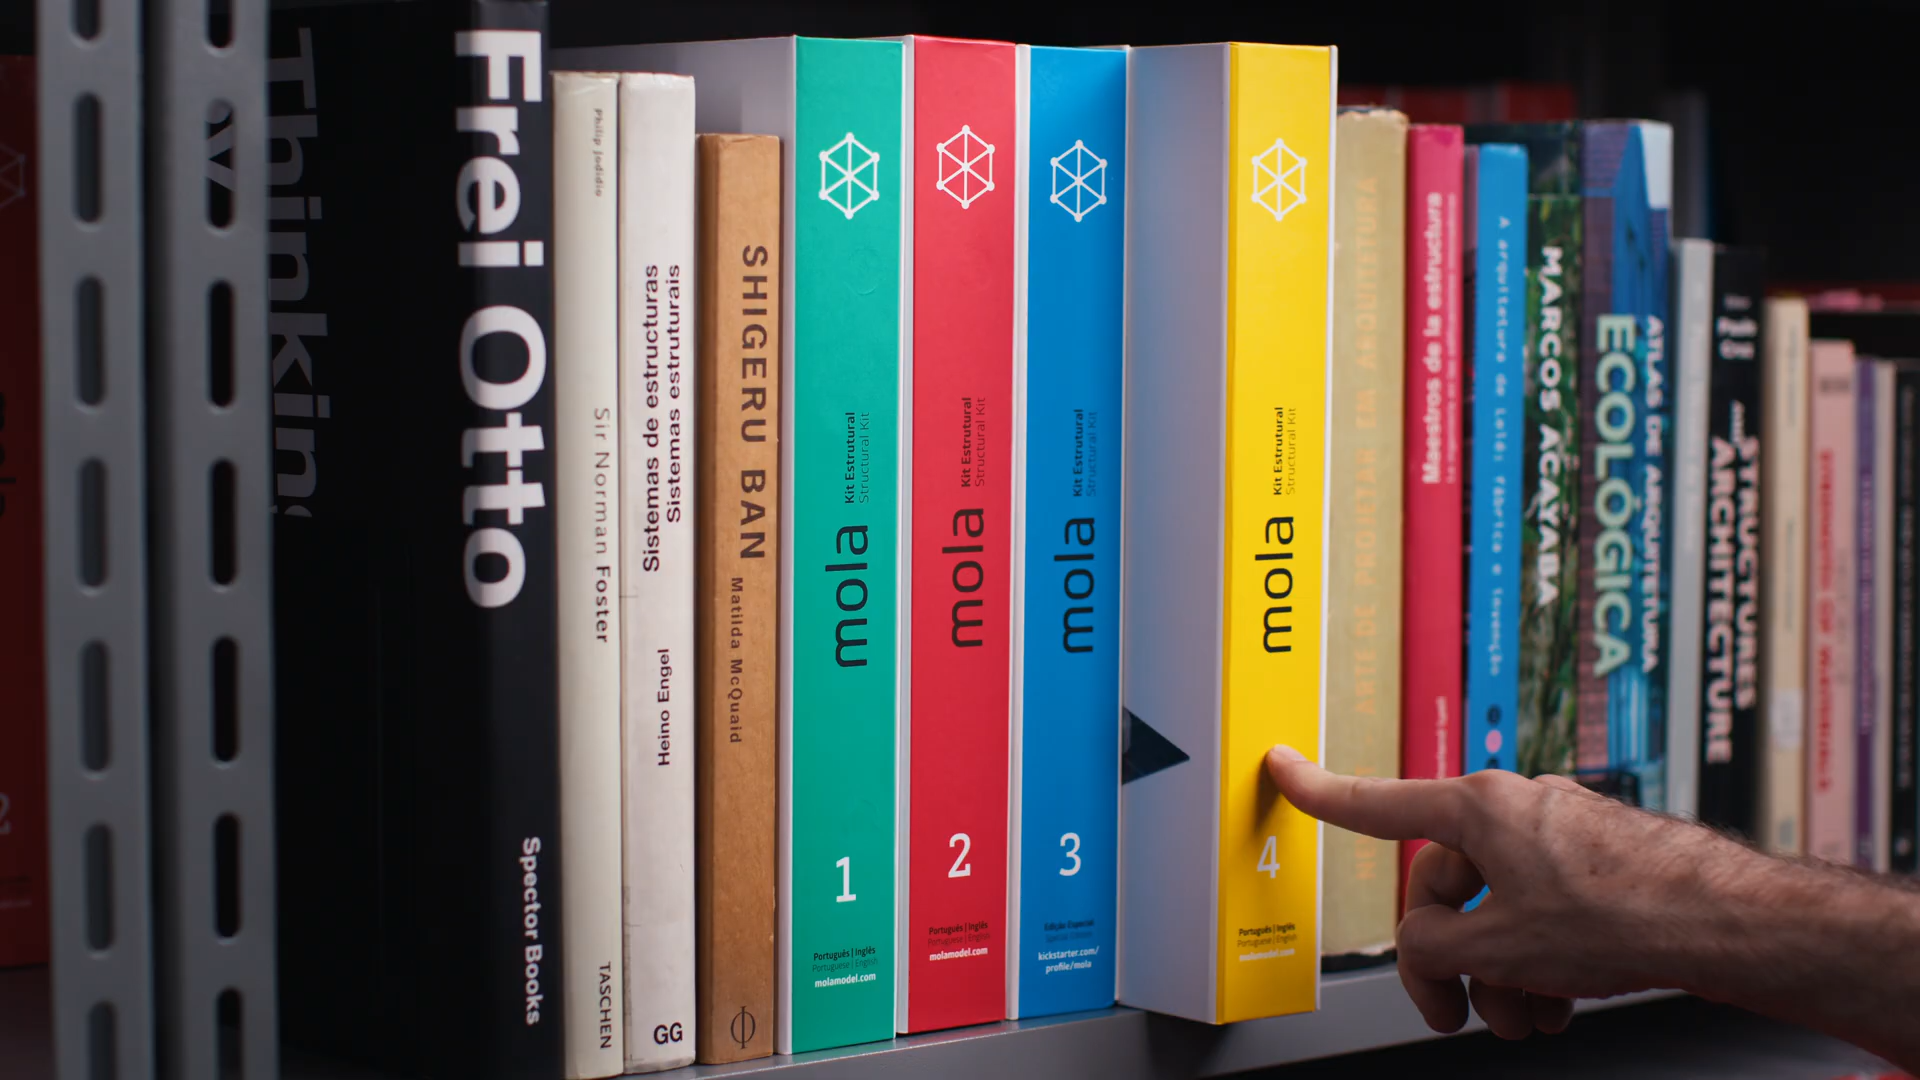 Thinkin
Frei Otto
Spector Books
Philip Jodidio
Sir Norman Foster
TASCHEN
Sistemas de estructuras
Sistemas estruturais
Heino Engel
GG
SHIGERU BAN
Matilda McQuaid
mola
Kit Estrutural
Structural Kit
1
Português | Inglês
Portuguese | English
molamodel.com
mola
Kit Estrutural
Structural Kit
2
Português | Inglês
Portuguese | English
molamodel.com
mola
Kit Estrutural
Structural Kit
3
Edição Especial
Special Edition
kickstarter.com/
profile/mola
mola
Kit Estrutural
Structural Kit
4
Português | Inglês
Portuguese | English
molamodel.com
ARTE DE PROJETAR EM ARQUITETURA
Maestros de la estructura
A arquitetura de Lelé: fábrica e invenção
MARCOS ACAYABA
ATLAS DE ARQUITETURA
ECOLÓGICA
STRUCTURES
ARCHITECTURE